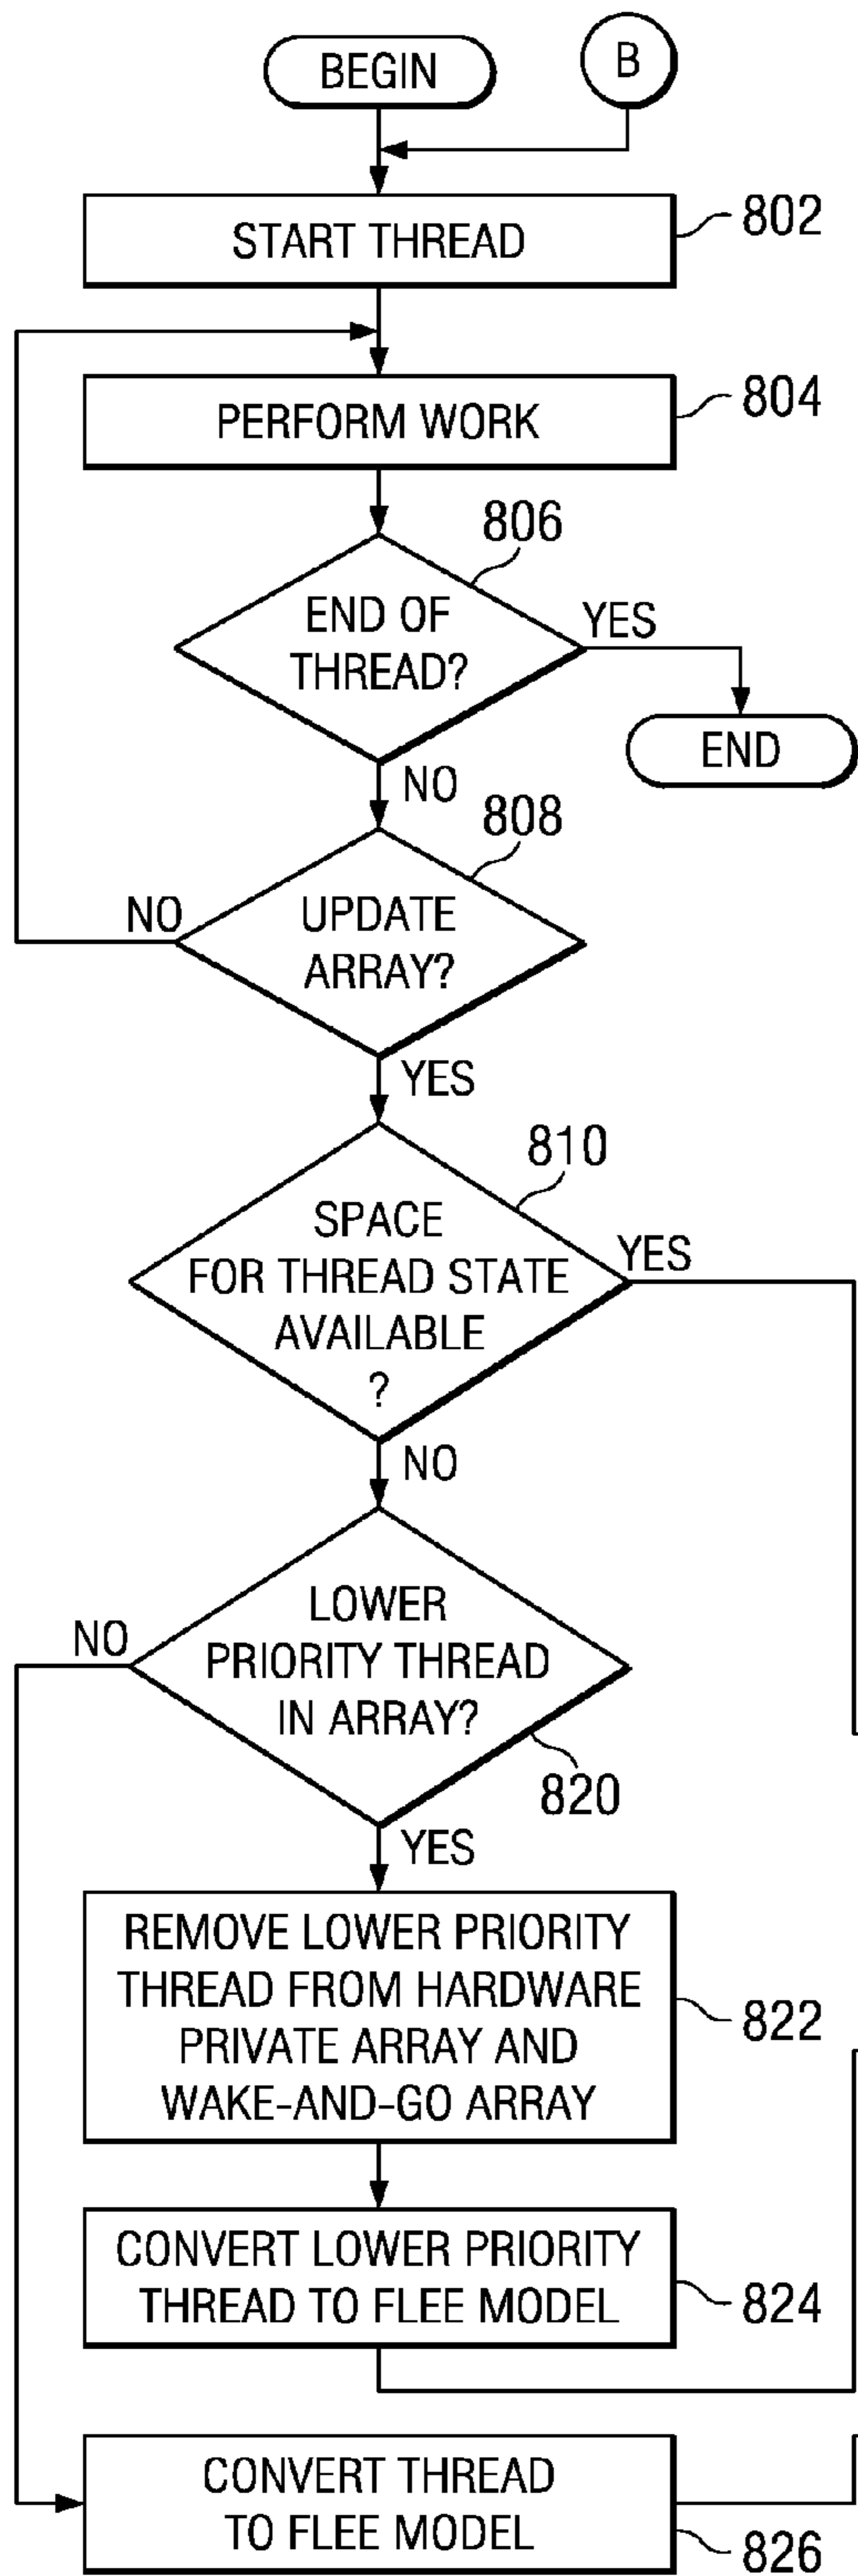 BEGIN
B
START THREAD
802
PERFORM WORK
804
806
END OF
THREAD?
YES
END
NO
808
UPDATE
ARRAY?
NO
YES
810
SPACE
FOR THREAD STATE
AVAILABLE
?
YES
NO
LOWER
PRIORITY THREAD
IN ARRAY?
NO
820
YES
REMOVE LOWER PRIORITY
THREAD FROM HARDWARE
PRIVATE ARRAY AND
WAKE-AND-GO ARRAY
822
CONVERT LOWER PRIORITY
THREAD TO FLEE MODEL
824
CONVERT THREAD
TO FLEE MODEL
826